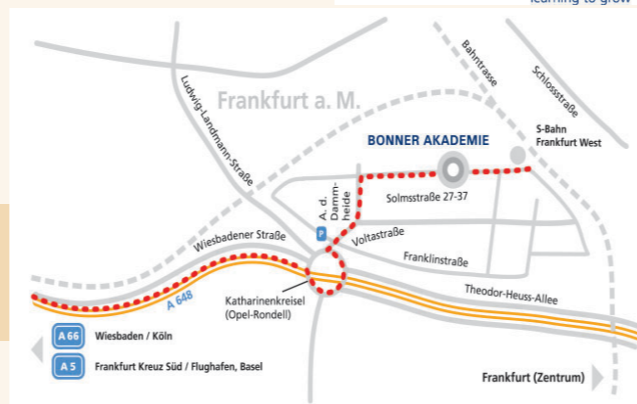 learning to grow
Bahntrasse
Schlossstraße
Ludwig-Landmann-Straße
Frankfurt a. M.
S-Bahn
Frankfurt West
BONNER AKADEMIE
A. d.
Damm-
heide
Solmsstraße 27-37
P
Voltastraße
Wiesbadener Straße
Franklinstraße
Theodor-Heuss-Allee
A 648
Katharinenkreisel
(Opel-Rondell)
A 66 Wiesbaden / Köln
A 5 Frankfurt Kreuz Süd / Flughafen, Basel
Frankfurt (Zentrum)